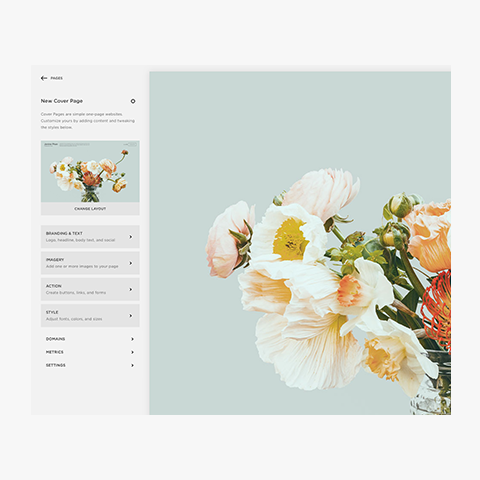 PAGES
New Cover Page
Cover Pages are simple one-page websites.
Customize yours by adding content and tweaking
the styles below.
CHANGE LAYOUT
BRANDING & TEXT
Logo, headline, body text, and social
IMAGERY
Add one or more images to your page
ACTION
Create buttons, links, and forms
STYLE
Adjust fonts, colors, and sizes
DOMAINS
METRICS
SETTINGS